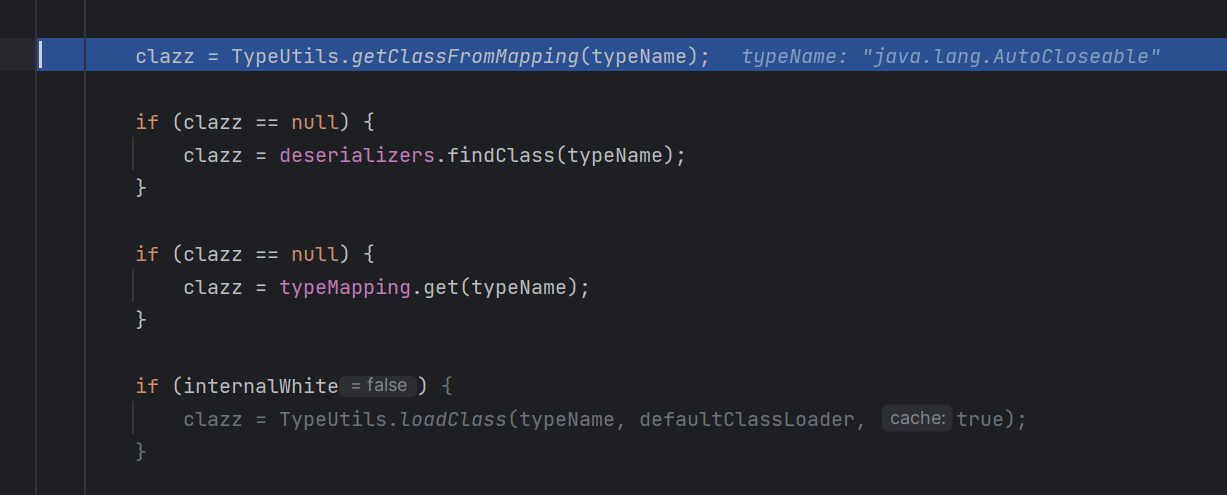 clazz = TypeUtils.getClassFromMapping(typeName);   typeName: "java.lang.AutoCloseable"
if (clazz == null) {
clazz = deserializers.findClass(typeName);
}
if (clazz == null) {
clazz = typeMapping.get(typeName);
}
if (internalWhite = false ) {
clazz = TypeUtils.loadClass(typeName, defaultClassLoader, cache: true);
}